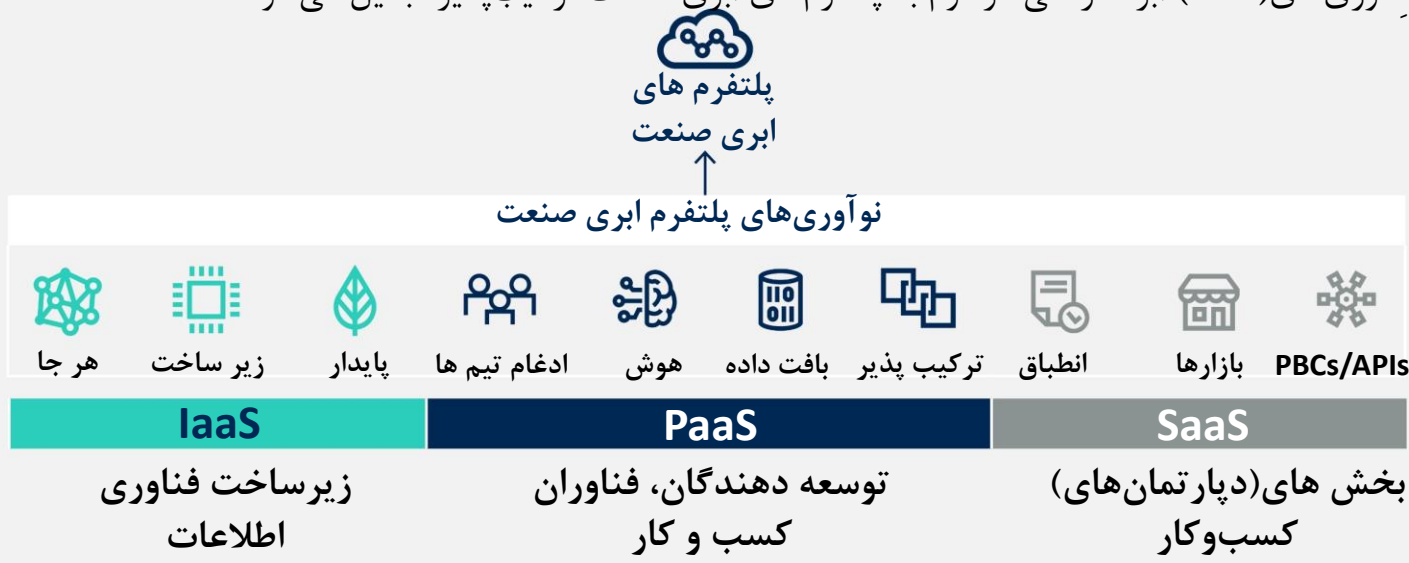 پلتفرم های
ابری صنعت
نوآوری‌های پلتفرم ابری صنعت
PBCs/APIs بازارها انطباق ترکیب پذیر بافت داده هوش ادغام تیم ها پایدار زیر ساخت هر جا
SaaS PaaS IaaS
بخش های(دپارتمان‌های) توسعه دهندگان، فناوران زیرساخت فناوری
کسب‌وکار کسب و کار اطلاعات